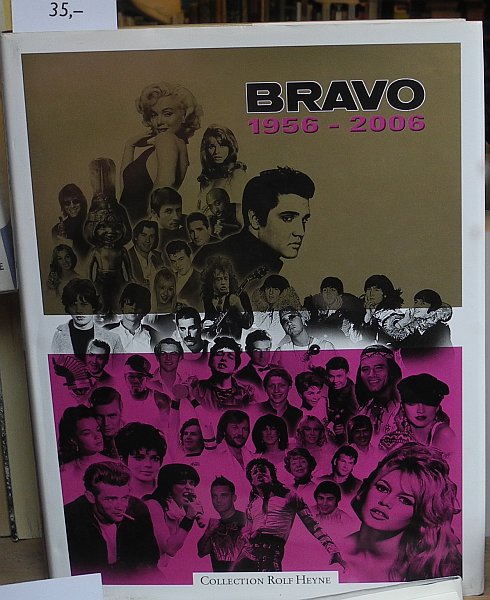 35,–
BRAVO
1956 - 2006
COLLECTION ROLF HEYNE